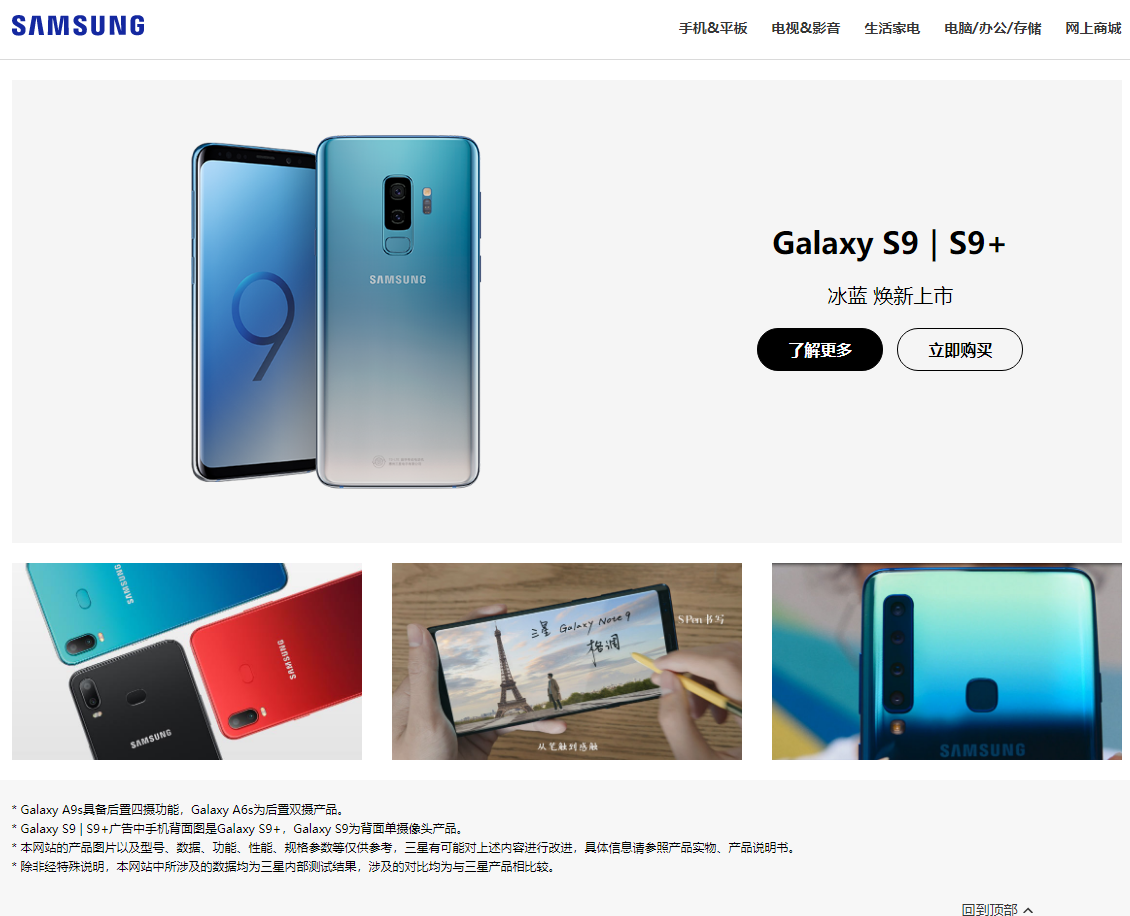 SAMSUNG
手机&平板 电视&影音 生活家电 电脑/办公/存储 网上商城
SAMSUNG
9
Galaxy S9 | S9+
冰蓝 焕新上市
了解更多 立即购买
SAMSUNG
SAMSUNG
SAMSUNG
三星 Galaxy Note 9
格调
S Pen 书写
从笔触到感触
SAMSUNG
* Galaxy A9s具备后置四摄功能，Galaxy A6s为后置双摄产品。
* Galaxy S9 | S9+广告中手机背面图是Galaxy S9+，Galaxy S9为背面单摄像头产品。
* 本网站的产品图片以及型号、数据、功能、性能、规格参数等仅供参考，三星有可能对上述内容进行改进，具体信息请参照产品实物、产品说明书。
* 除非经特殊说明，本网站中所涉及的数据均为三星内部测试结果，涉及的对比均为与三星产品相比较。
回到顶部